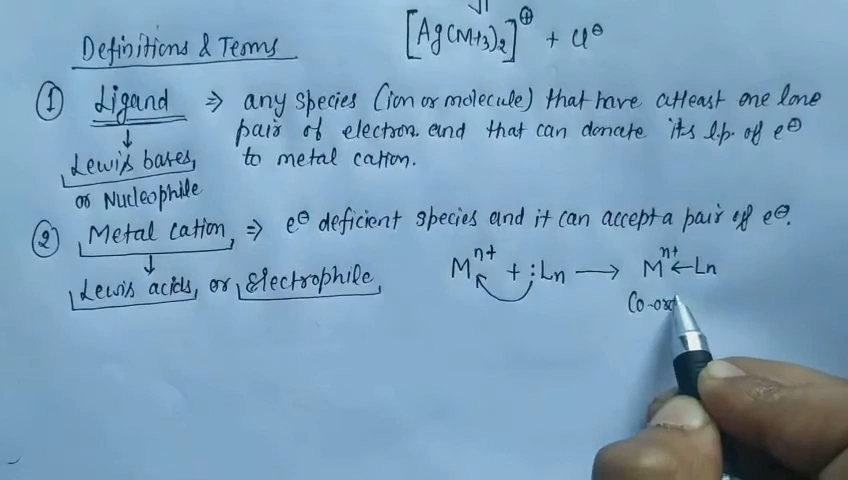 [Ag(NH3)2]⊕ + Cl⊖
Definitions & Terms
① Ligand ⇒ any species (ion or molecule) that have atleast one lone
pair of electron and that can donate its l.p. of e⊖
to metal cation.
↓
Lewis bases,
or Nucleophile
② Metal cation, ⇒ e⊖ deficient species and it can accept a pair of e⊖.
↓
Lewis acids, or Electrophile
M^n+ + :Ln ⟶ M^n+ ← Ln
(Co-or